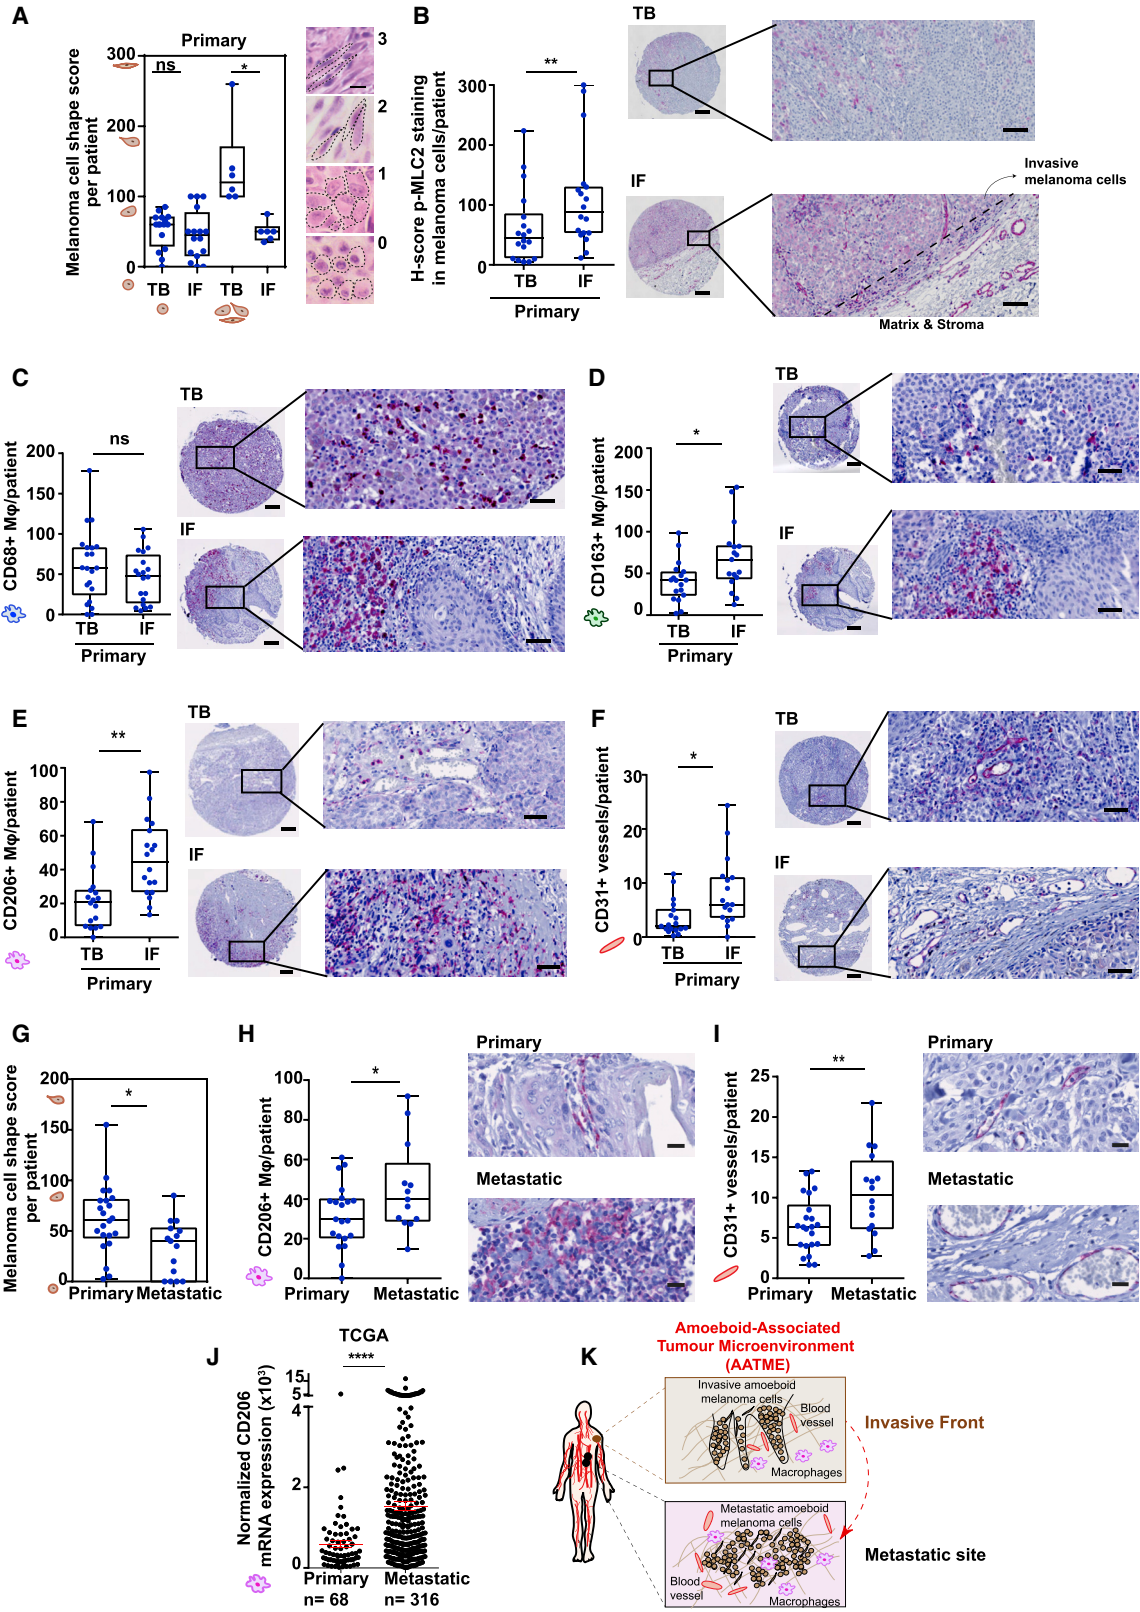 A
Primary
Melanoma cell shape score
per patient
300
200
100
0
ns
*
TB
IF
TB
IF
3
2
1
0
B
H-score p-MLC2 staining
in melanoma cells/patient
300
200
100
0
**
TB
IF
Primary
TB
IF
Invasive
melanoma cells
Matrix & Stroma
C
CD68+ Mφ/patient
200
150
100
50
0
ns
TB
IF
Primary
TB
IF
D
CD163+ Mφ/patient
200
150
100
50
0
*
TB
IF
Primary
TB
IF
E
CD206+ Mφ/patient
100
80
60
40
20
0
**
TB
IF
Primary
TB
IF
F
CD31+ vessels/patient
30
20
10
0
*
TB
IF
Primary
TB
IF
G
Melanoma cell shape score
per patient
200
150
100
50
0
*
Primary
Metastatic
H
CD206+ Mφ/patient
100
80
60
40
20
0
*
Primary
Metastatic
Primary
Metastatic
I
CD31+ vessels/patient
25
20
15
10
5
0
**
Primary
Metastatic
Primary
Metastatic
J
TCGA
****
Normalized CD206
mRNA expression (x10³)
15
5
4
2
0
Primary
n= 68
Metastatic
n= 316
K
Amoeboid-Associated
Tumour Microenvironment
(AATME)
Invasive amoeboid
melanoma cells
Blood
vessel
Macrophages
Invasive Front
Metastatic amoeboid
melanoma cells
Blood
vessel
Macrophages
Metastatic site